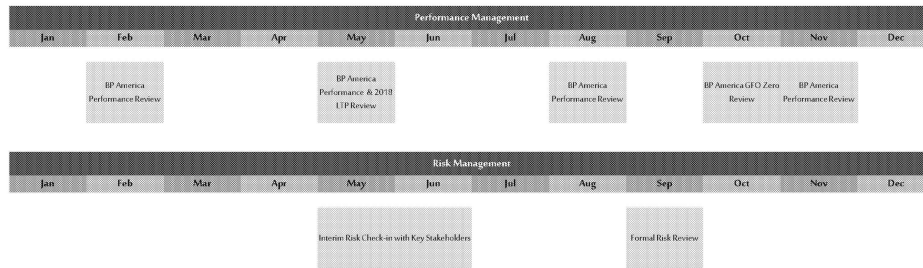 Performance Management
Jan Feb Mar Apr May Jun Jul Aug Sep Oct Nov Dec
BP America
Performance Review
BP America
Performance & 2018
LTP Review
BP America
Performance Review
BP America GFO Zero
Review
BP America
Performance Review
Risk Management
Jan Feb Mar Apr May Jun Jul Aug Sep Oct Nov Dec
Interim Risk Check-in with Key Stakeholders
Formal Risk Review